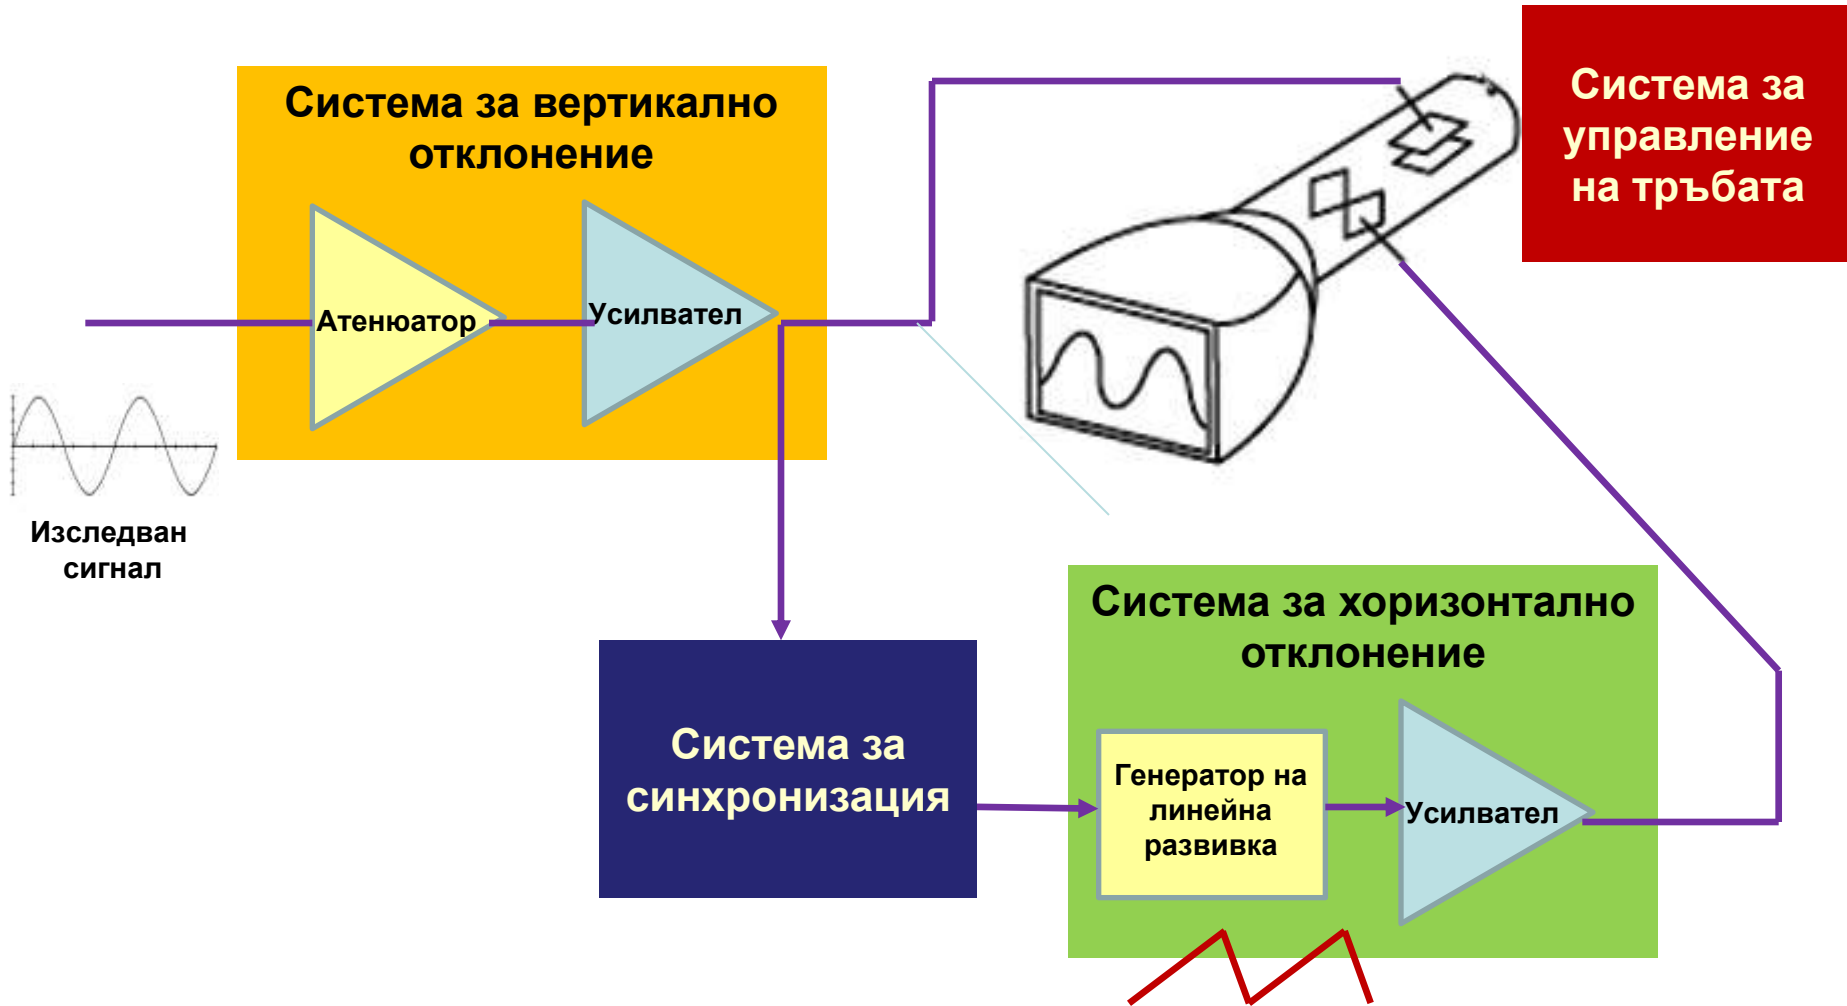 Система за вертикално
отклонение
Система за
управление
на тръбата
Атенюатор
Усилвател
Изследван
сигнал
Система за хоризонтално
отклонение
Система за
синхронизация
Генератор на
линейна
развивка
Усилвател